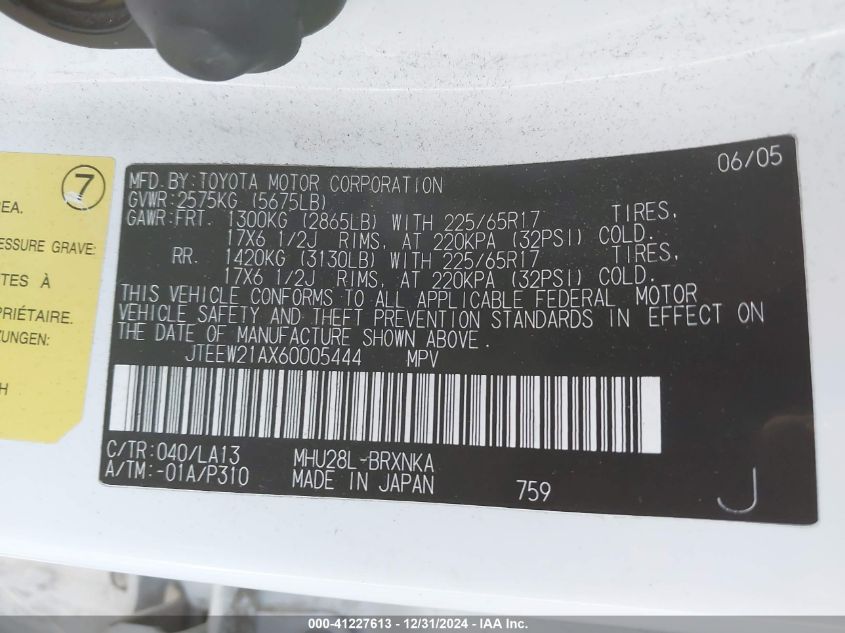 7
REA.
ESSURE GRAVE:
TES À
PRIÉTAIRE.
ZUNGEN:
H
06/05
MFD.BY:TOYOTA MOTOR CORPORATION
GVWR:2575KG (5675LB)
GAWR:FRT. 1300KG (2865LB) WITH 225/65R17 TIRES,
17X6 1/2J RIMS, AT 220KPA (32PSI) COLD.
RR. 1420KG (3130LB) WITH 225/65R17 TIRES,
17X6 1/2J RIMS, AT 220KPA (32PSI) COLD.
THIS VEHICLE CONFORMS TO ALL APPLICABLE FEDERAL MOTOR
VEHICLE SAFETY AND THEFT PREVENTION STANDARDS IN EFFECT ON
THE DATE OF MANUFACTURE SHOWN ABOVE.
JTEEW21AX60005444 MPV
C/TR:040/LA13 MHU28L-BRXNKA
A/TM:-01A/P310 MADE IN JAPAN 759 J
000-41227613 - 12/31/2024 - IAA Inc.